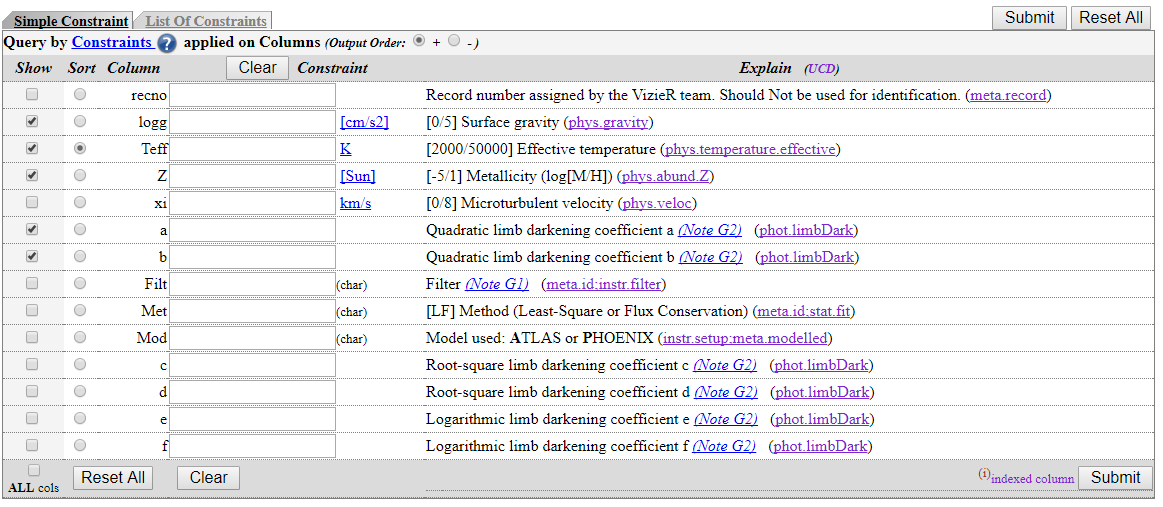 Simple Constraint List Of Constraints Submit Reset All
Query by Constraints ? applied on Columns (Output Order: + - )
Show Sort Column Clear Constraint Explain (UCD)
recno Record number assigned by the VizieR team. Should Not be used for identification. (meta.record)
logg [cm/s2] [0/5] Surface gravity (phys.gravity)
Teff K [2000/50000] Effective temperature (phys.temperature.effective)
Z [Sun] [-5/1] Metallicity (log[M/H]) (phys.abund.Z)
xi km/s [0/8] Microturbulent velocity (phys.veloc)
a Quadratic limb darkening coefficient a (Note G2) (phot.limbDark)
b Quadratic limb darkening coefficient b (Note G2) (phot.limbDark)
Filt (char) Filter (Note G1) (meta.id;instr.filter)
Met (char) [LF] Method (Least-Square or Flux Conservation) (meta.id;stat.fit)
Mod (char) Model used: ATLAS or PHOENIX (instr.setup;meta.modelled)
c Root-square limb darkening coefficient c (Note G2) (phot.limbDark)
d Root-square limb darkening coefficient d (Note G2) (phot.limbDark)
e Logarithmic limb darkening coefficient e (Note G2) (phot.limbDark)
f Logarithmic limb darkening coefficient f (Note G2) (phot.limbDark)
ALL cols Reset All Clear (i)indexed column Submit